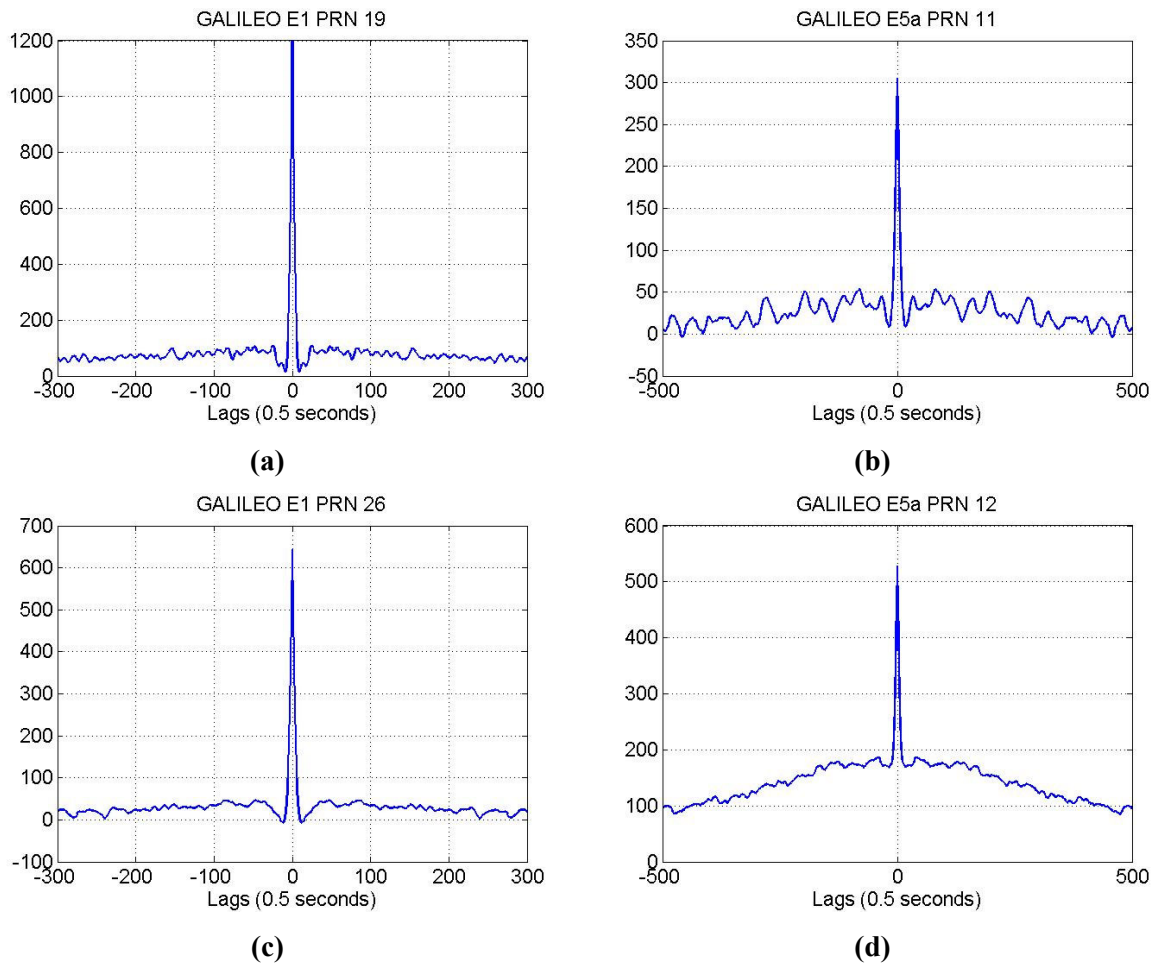 GALILEO E1 PRN 19
1200
1000
800
600
400
200
0
-300 -200 -100 0 100 200 300
Lags (0.5 seconds)
(a)
GALILEO E5a PRN 11
350
300
250
200
150
100
50
0
-50
-500 0 500
Lags (0.5 seconds)
(b)
GALILEO E1 PRN 26
700
600
500
400
300
200
100
0
-100
-300 -200 -100 0 100 200 300
Lags (0.5 seconds)
(c)
GALILEO E5a PRN 12
600
500
400
300
200
100
0
-500 0 500
Lags (0.5 seconds)
(d)